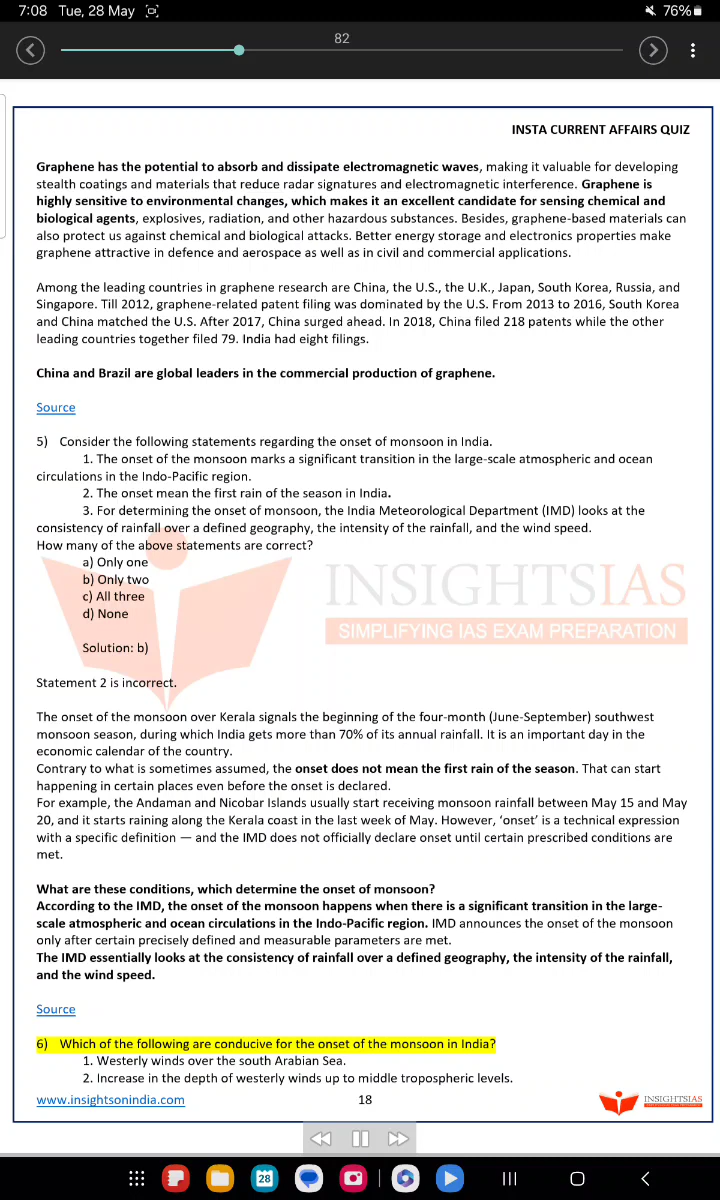 7:08 Tue, 28 May
76%
82
INSTA CURRENT AFFAIRS QUIZ
Graphene has the potential to absorb and dissipate electromagnetic waves, making it valuable for developing
stealth coatings and materials that reduce radar signatures and electromagnetic interference. Graphene is
highly sensitive to environmental changes, which makes it an excellent candidate for sensing chemical and
biological agents, explosives, radiation, and other hazardous substances. Besides, graphene-based materials can
also protect us against chemical and biological attacks. Better energy storage and electronics properties make
graphene attractive in defence and aerospace as well as in civil and commercial applications.
Among the leading countries in graphene research are China, the U.S., the U.K., Japan, South Korea, Russia, and
Singapore. Till 2012, graphene-related patent filing was dominated by the U.S. From 2013 to 2016, South Korea
and China matched the U.S. After 2017, China surged ahead. In 2018, China filed 218 patents while the other
leading countries together filed 79. India had eight filings.
China and Brazil are global leaders in the commercial production of graphene.
Source
5) Consider the following statements regarding the onset of monsoon in India.
1. The onset of the monsoon marks a significant transition in the large-scale atmospheric and ocean
circulations in the Indo-Pacific region.
2. The onset mean the first rain of the season in India.
3. For determining the onset of monsoon, the India Meteorological Department (IMD) looks at the
consistency of rainfall over a defined geography, the intensity of the rainfall, and the wind speed.
How many of the above statements are correct?
a) Only one
b) Only two
c) All three
d) None
INSIGHTSIAS
SIMPLIFYING IAS EXAM PREPARATION
Solution: b)
Statement 2 is incorrect.
The onset of the monsoon over Kerala signals the beginning of the four-month (June-September) southwest
monsoon season, during which India gets more than 70% of its annual rainfall. It is an important day in the
economic calendar of the country.
Contrary to what is sometimes assumed, the onset does not mean the first rain of the season. That can start
happening in certain places even before the onset is declared.
For example, the Andaman and Nicobar Islands usually start receiving monsoon rainfall between May 15 and May
20, and it starts raining along the Kerala coast in the last week of May. However, ‘onset’ is a technical expression
with a specific definition — and the IMD does not officially declare onset until certain prescribed conditions are
met.
What are these conditions, which determine the onset of monsoon?
According to the IMD, the onset of the monsoon happens when there is a significant transition in the large-
scale atmospheric and ocean circulations in the Indo-Pacific region. IMD announces the onset of the monsoon
only after certain precisely defined and measurable parameters are met.
The IMD essentially looks at the consistency of rainfall over a defined geography, the intensity of the rainfall,
and the wind speed.
Source
6) Which of the following are conducive for the onset of the monsoon in India?
1. Westerly winds over the south Arabian Sea.
2. Increase in the depth of westerly winds up to middle tropospheric levels.
www.insightsonindia.com
18
INSIGHTSIAS
28